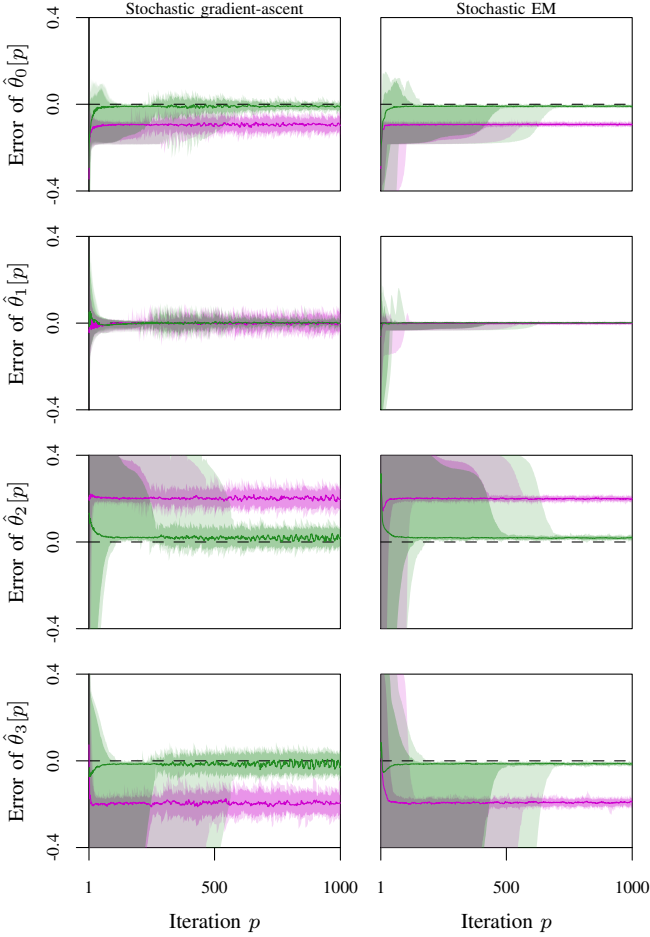 Stochastic gradient-ascent
Stochastic EM
Error of θ̂₀[p]
0.4
0.0
-0.4
Error of θ̂₁[p]
0.4
0.0
-0.4
Error of θ̂₂[p]
0.4
0.0
-0.4
Error of θ̂₃[p]
0.4
0.0
-0.4
1 500 1000
1 500 1000
Iteration p
Iteration p